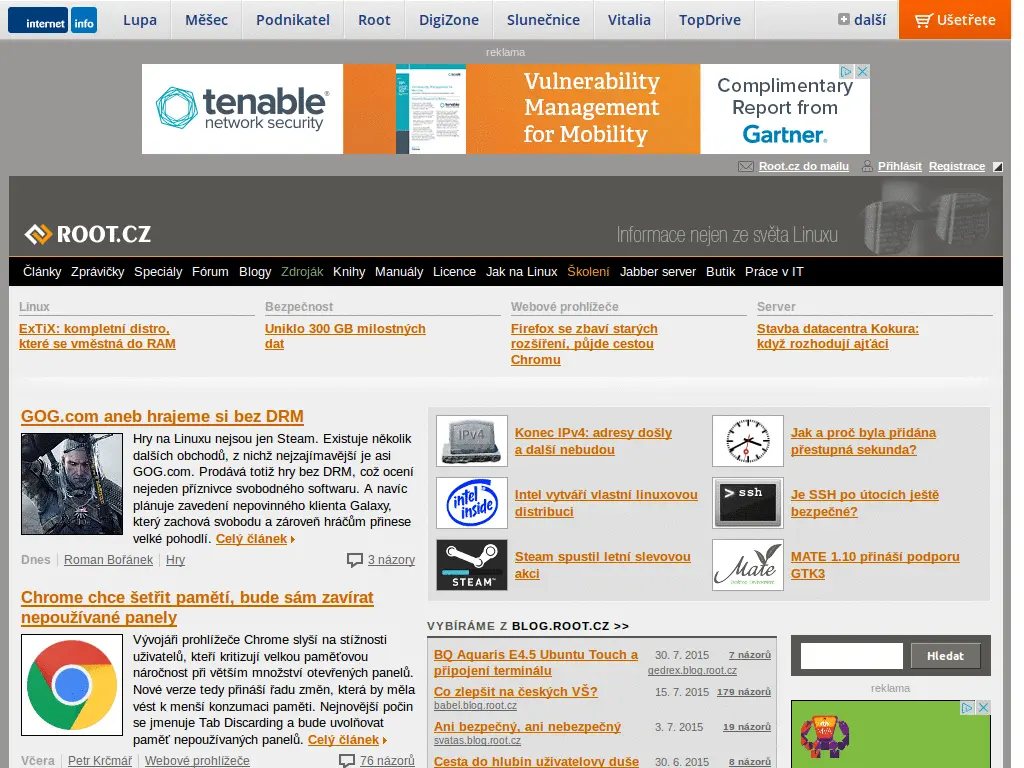 internet info Lupa Měšec Podnikatel Root DigiZone Slunečnice Vitalia TopDrive další Ušetřete
reklama
tenable
network security
Vulnerability
Management
for Mobility
Complimentary
Report from
Gartner.
Root.cz do mailu Přihlásit Registrace
ROOT.CZ
Informace nejen ze světa Linuxu
Články Zprávičky Speciály Fórum Blogy Zdroják Knihy Manuály Licence Jak na Linux Školení Jabber server Butik Práce v IT
Linux
ExTiX: kompletní distro,
které se vměstná do RAM
Bezpečnost
Uniklo 300 GB milostných
dat
Webové prohlížeče
Firefox se zbaví starých
rozšíření, půjde cestou
Chromu
Server
Stavba datacentra Kokura:
když rozhodují ajťáci
GOG.com aneb hrajeme si bez DRM
Hry na Linuxu nejsou jen Steam. Existuje několik
dalších obchodů, z nichž nejzajímavější je asi
GOG.com. Prodává totiž hry bez DRM, což ocení
nejeden příznivce svobodného softwaru. A navíc
plánuje zavedení nepovinného klienta Galaxy,
který zachová svobodu a zároveň hráčům přinese
velké pohodlí. Celý článek
Dnes Roman Bořánek Hry 3 názory
Chrome chce šetřit pamětí, bude sám zavírat
nepoužívané panely
Vývojáři prohlížeče Chrome slyší na stížnosti
uživatelů, kteří kritizují velkou paměťovou
náročnost při větším množství otevřených panelů.
Nové verze tedy přináší řadu změn, která by měla
vést k menší konzumaci paměti. Nejnovější počin
se jmenuje Tab Discarding a bude uvolňovat
paměť nepoužívaných panelů. Celý článek
Včera Petr Krčmář Webové prohlížeče 76 názorů
IPv4
Konec IPv4: adresy došly
a další nebudou
Jak a proč byla přidána
přestupná sekunda?
intel inside
Intel vytváří vlastní linuxovou
distribuci
>ssh
Je SSH po útocích ještě
bezpečné?
STEAM™
Steam spustil letní slevovou
akci
Mate
MATE 1.10 přináší podporu
GTK3
VYBÍRÁME Z BLOG.ROOT.CZ >>
BQ Aquaris E4.5 Ubuntu Touch a 30. 7. 2015 7 názorů
připojení terminálu gedrex.blog.root.cz
Co zlepšit na českých VŠ? 15. 7. 2015 179 názorů
babel.blog.root.cz
Ani bezpečný, ani nebezpečný 3. 7. 2015 19 názorů
svatas.blog.root.cz
Cesta do hlubin uživatelovy duše 30. 6. 2015 8 názorů
Hledat
reklama